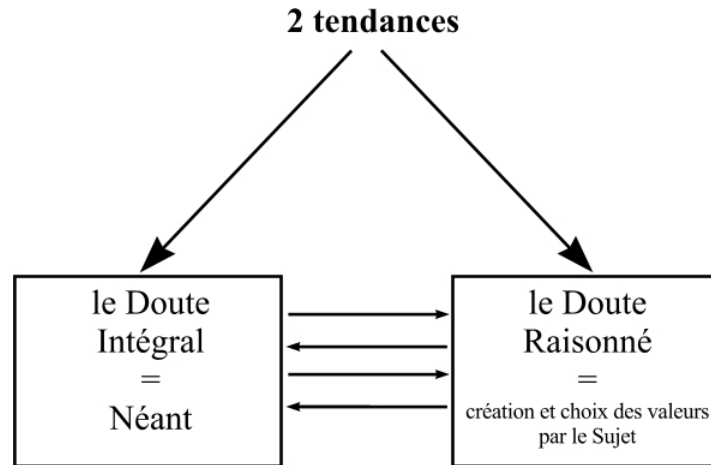 2 tendances
le Doute
Intégral
=
Néant
le Doute
Raisonné
=
création et choix des valeurs
par le Sujet